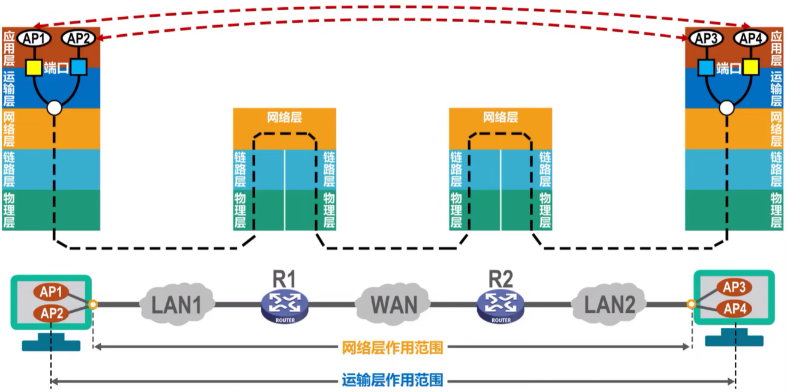 应用层
AP1
AP2
端口
运输层
网络层
链路层
物理层
网络层
链路层
链路层
物理层
物理层
网络层
链路层
链路层
物理层
物理层
AP3
AP4
应用层
端口
运输层
网络层
链路层
物理层
AP1
AP2
LAN1
R1
ROUTER
WAN
R2
ROUTER
LAN2
AP3
AP4
网络层作用范围
运输层作用范围